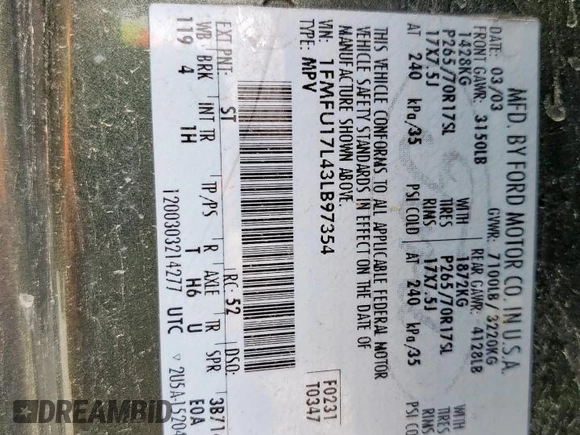 MFD. BY FORD MOTOR CO. IN U.S.A.
DATE: 03/03 GVWR: 7100LB / 3220KG
FRONT GAWR: 3150LB REAR GAWR: 4128LB
1428KG WITH 1872KG WITH
P265/70R17SL TIRES P265/70R17SL
17X7.5J RIMS 17X7.5J RIMS
AT 240 kPa/35 PSI COLD AT 240 kPa/35 PSI CO
THIS VEHICLE CONFORMS TO ALL APPLICABLE FEDERAL MOTOR
VEHICLE SAFETY STANDARDS IN EFFECT ON THE DATE OF
MANUFACTURE SHOWN ABOVE.
VIN: 1FMFU17L43LB97354
TYPE: MPV
F0231
T0347
EXT PNT: ST RC: 52 DSO:
WB BRK INT TR TP/PS R AXLE TR SPR
119 4 1H T H6 U E0A
1200303214277 UTC
DREAMBID